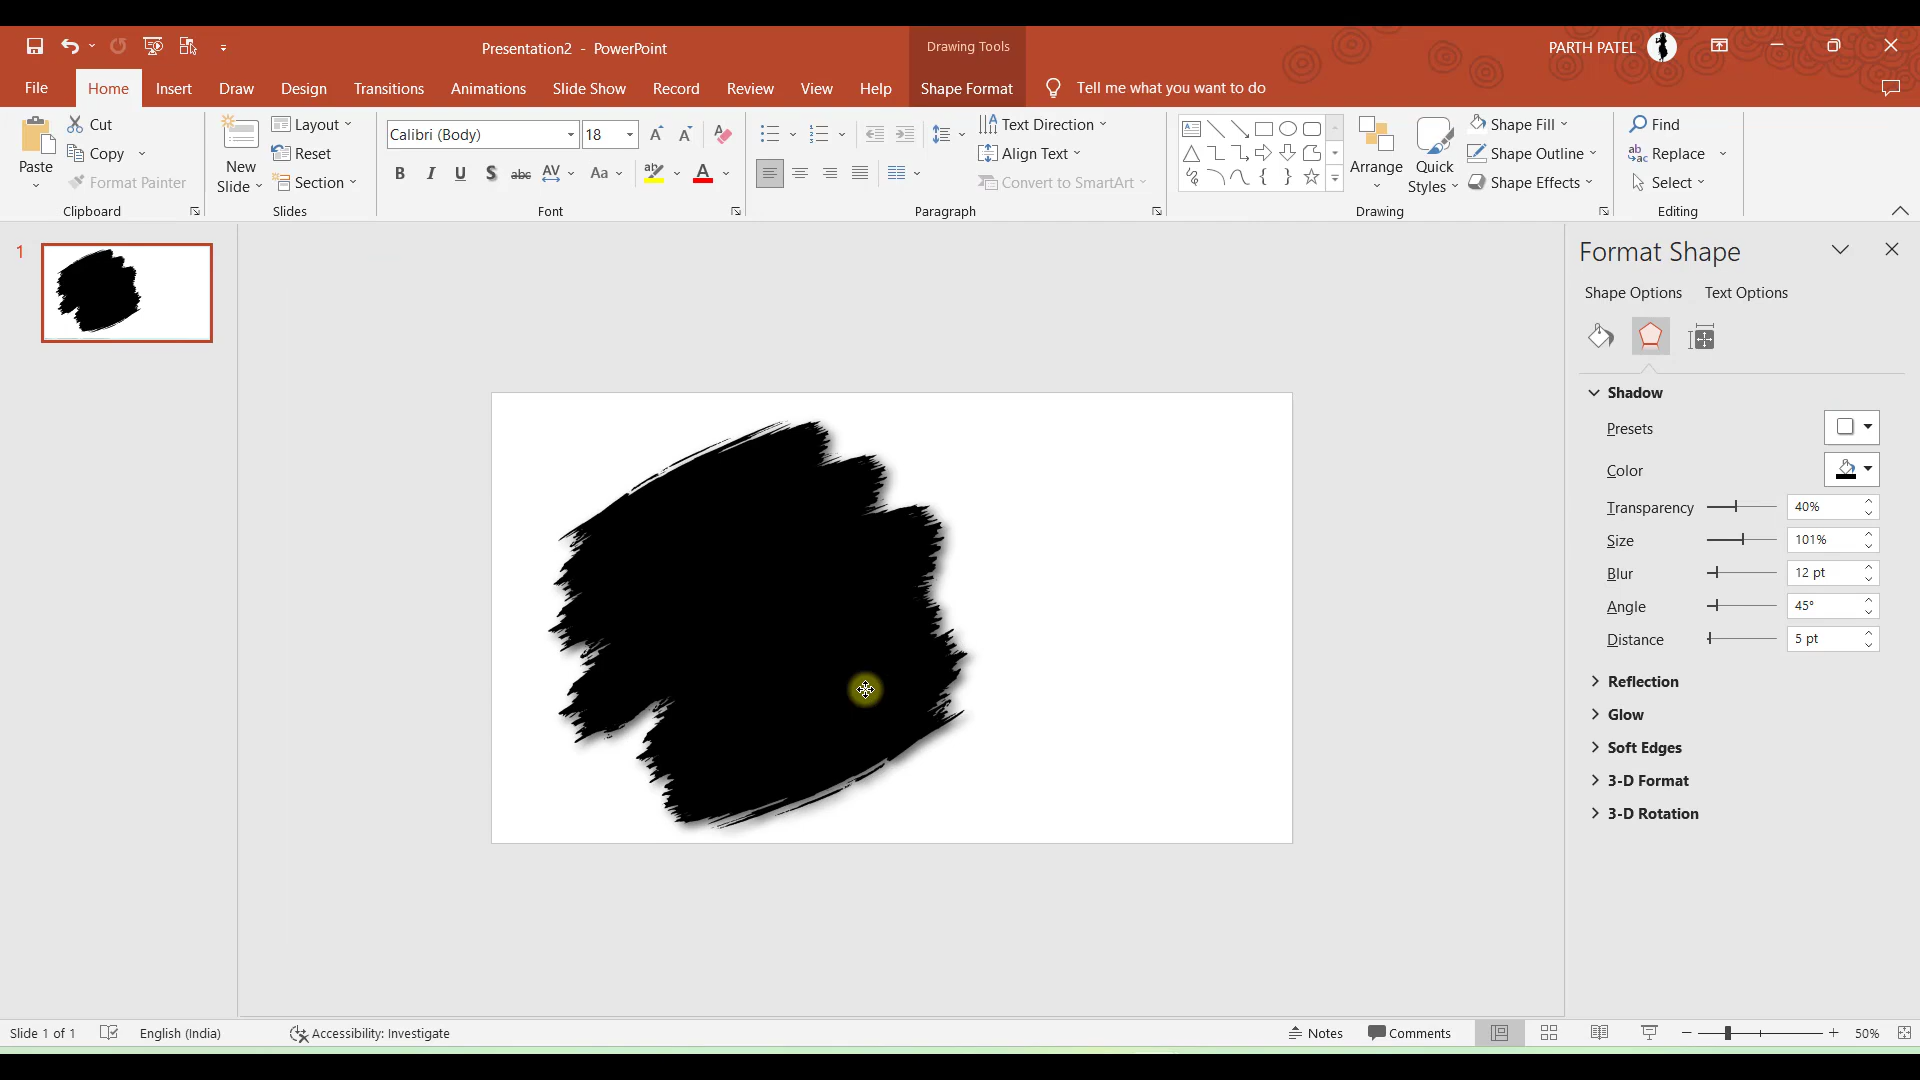 Presentation2 - PowerPoint
Drawing Tools
PARTH PATEL
File Home Insert Draw Design Transitions Animations Slide Show Record Review View Help Shape Format Tell me what you want to do
Paste
Cut
Copy
Format Painter
Clipboard
New Slide
Layout
Reset
Section
Slides
Calibri (Body) 18
B I U S abc AV Aa ab A
Font
Text Direction
Align Text
Convert to SmartArt
Paragraph
Arrange
Quick Styles
Shape Fill
Shape Outline
Shape Effects
Drawing
Find
Replace
Select
Editing
1
Format Shape
Shape Options Text Options
Shadow
Presets
Color
Transparency 40%
Size 101%
Blur 12 pt
Angle 45°
Distance 5 pt
Reflection
Glow
Soft Edges
3-D Format
3-D Rotation
Slide 1 of 1 English (India) Accessibility: Investigate Notes Comments 50%